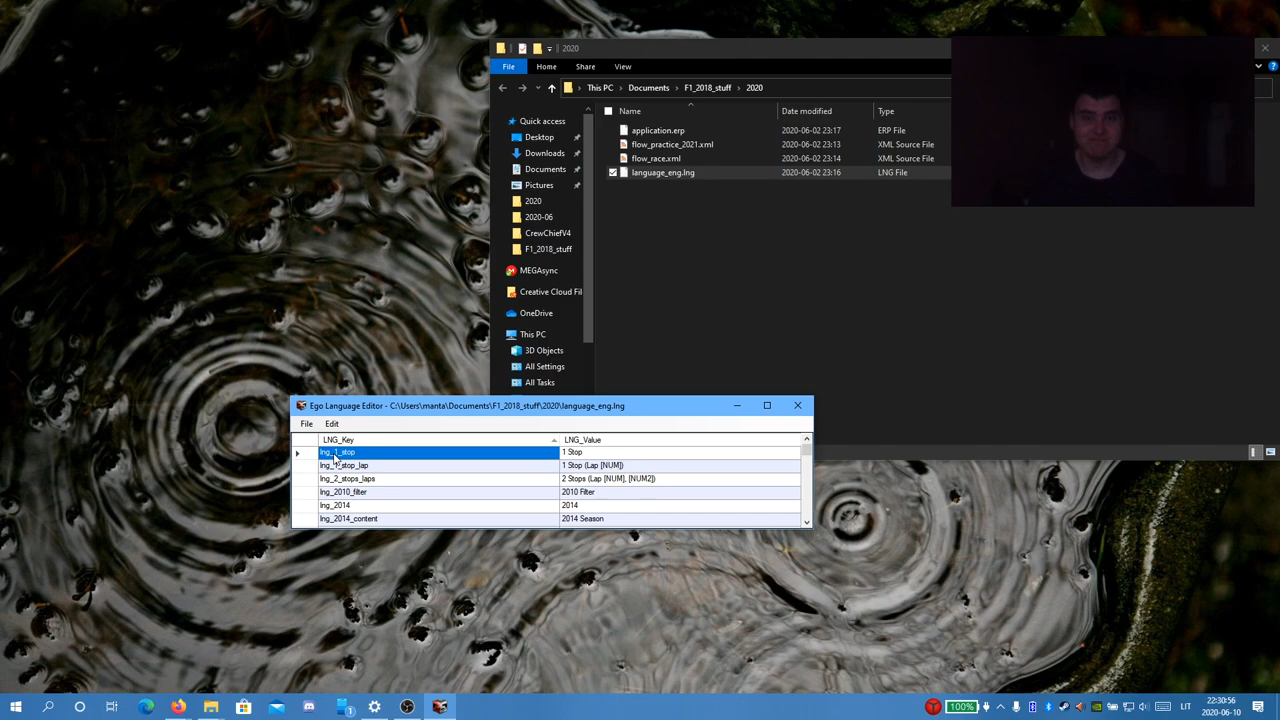 2020
File Home Share View
This PC > Documents > F1_2018_stuff > 2020
Name Date modified Type
application.erp 2020-06-02 23:17 ERP File
flow_practice_2021.xml 2020-06-02 23:13 XML Source File
flow_race.xml 2020-06-02 23:14 XML Source File
language_eng.lng 2020-06-02 23:16 LNG File
Quick access
Desktop
Downloads
Documents
Pictures
2020
2020-06
CrewChiefV4
F1_2018_stuff
MEGAsync
Creative Cloud Fil
OneDrive
This PC
3D Objects
All Settings
All Tasks
Ego Language Editor - C:\Users\manta\Documents\F1_2018_stuff\2020\language_eng.lng
File Edit
LNG_Key LNG_Value
lng_1_stop 1 Stop
lng_1_stop_lap 1 Stop (Lap [NUM])
lng_2_stops_laps 2 Stops (Lap [NUM], [NUM2])
lng_2010_filter 2010 Filter
lng_2014 2014
lng_2014_content 2014 Season
1
100%
LIT
22:30:56
2020-06-10